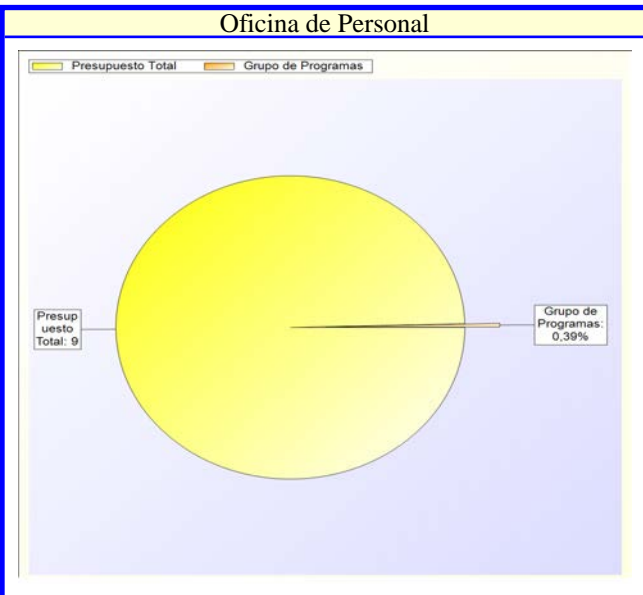 Oficina de Personal
Presupuesto Total Grupo de Programas
Presup
uesto
Total: 9
Grupo de
Programas:
0,39%